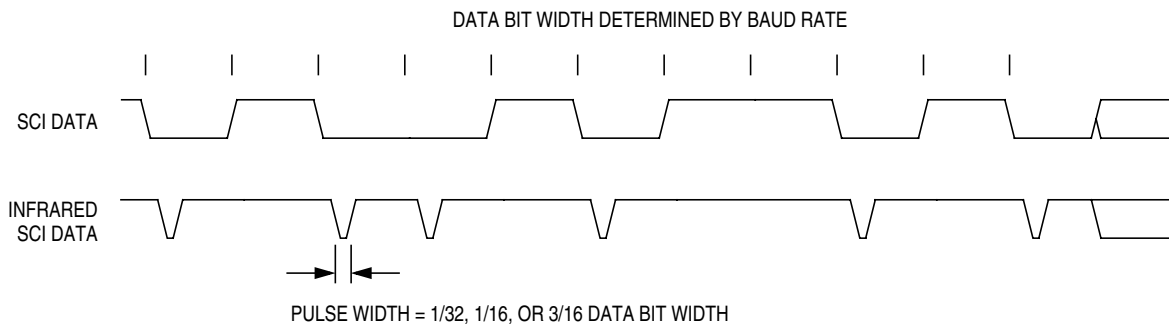 DATA BIT WIDTH DETERMINED BY BAUD RATE
SCI DATA
INFRARED
SCI DATA
PULSE WIDTH = 1/32, 1/16, OR 3/16 DATA BIT WIDTH